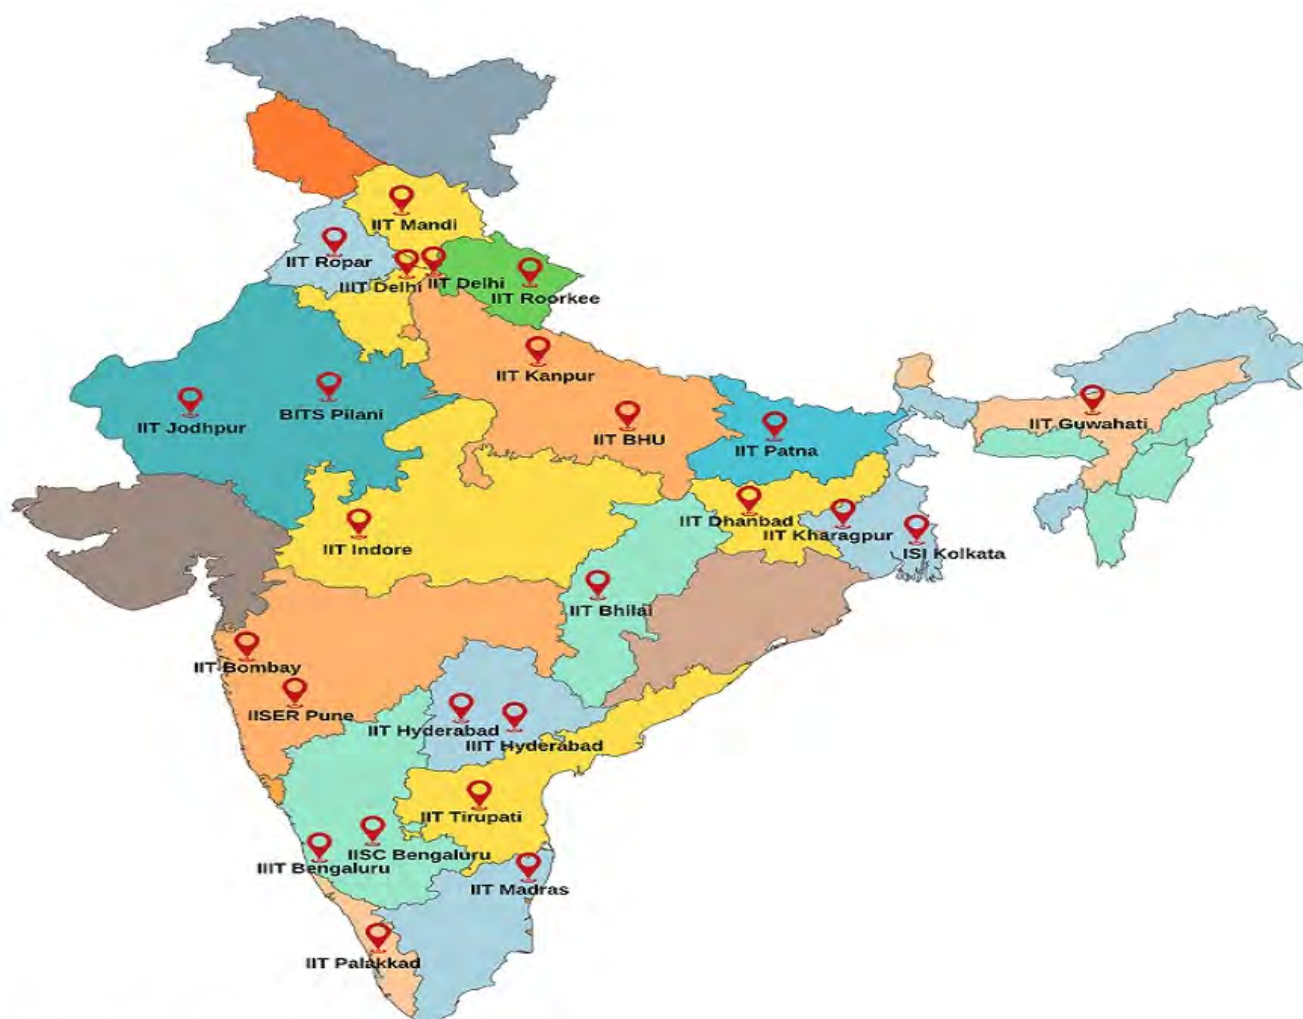 IIT Mandi
IIT Ropar
IIIT Delhi
IIT Delhi
IIT Roorkee
IIT Kanpur
IIT Jodhpur
BITS Pilani
IIT BHU
IIT Guwahati
IIT Patna
IIT Indore
IIT Dhanbad
IIT Kharagpur
ISI Kolkata
IIT Bhilai
IIT Bombay
IISER Pune
IIT Hyderabad
IIIT Hyderabad
IIT Tirupati
IISC Bengaluru
IIIT Bengaluru
IIT Madras
IIT Palakkad